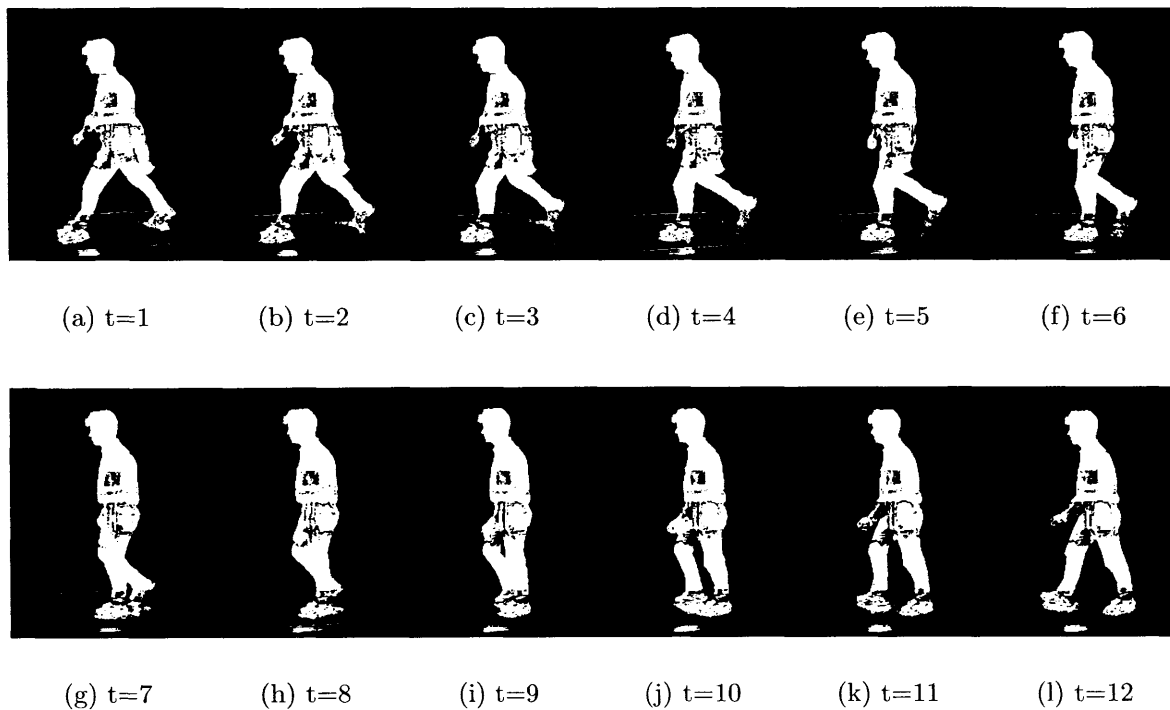 (a) t=1 (b) t=2 (c) t=3 (d) t=4 (e) t=5 (f) t=6
(g) t=7 (h) t=8 (i) t=9 (j) t=10 (k) t=11 (l) t=12